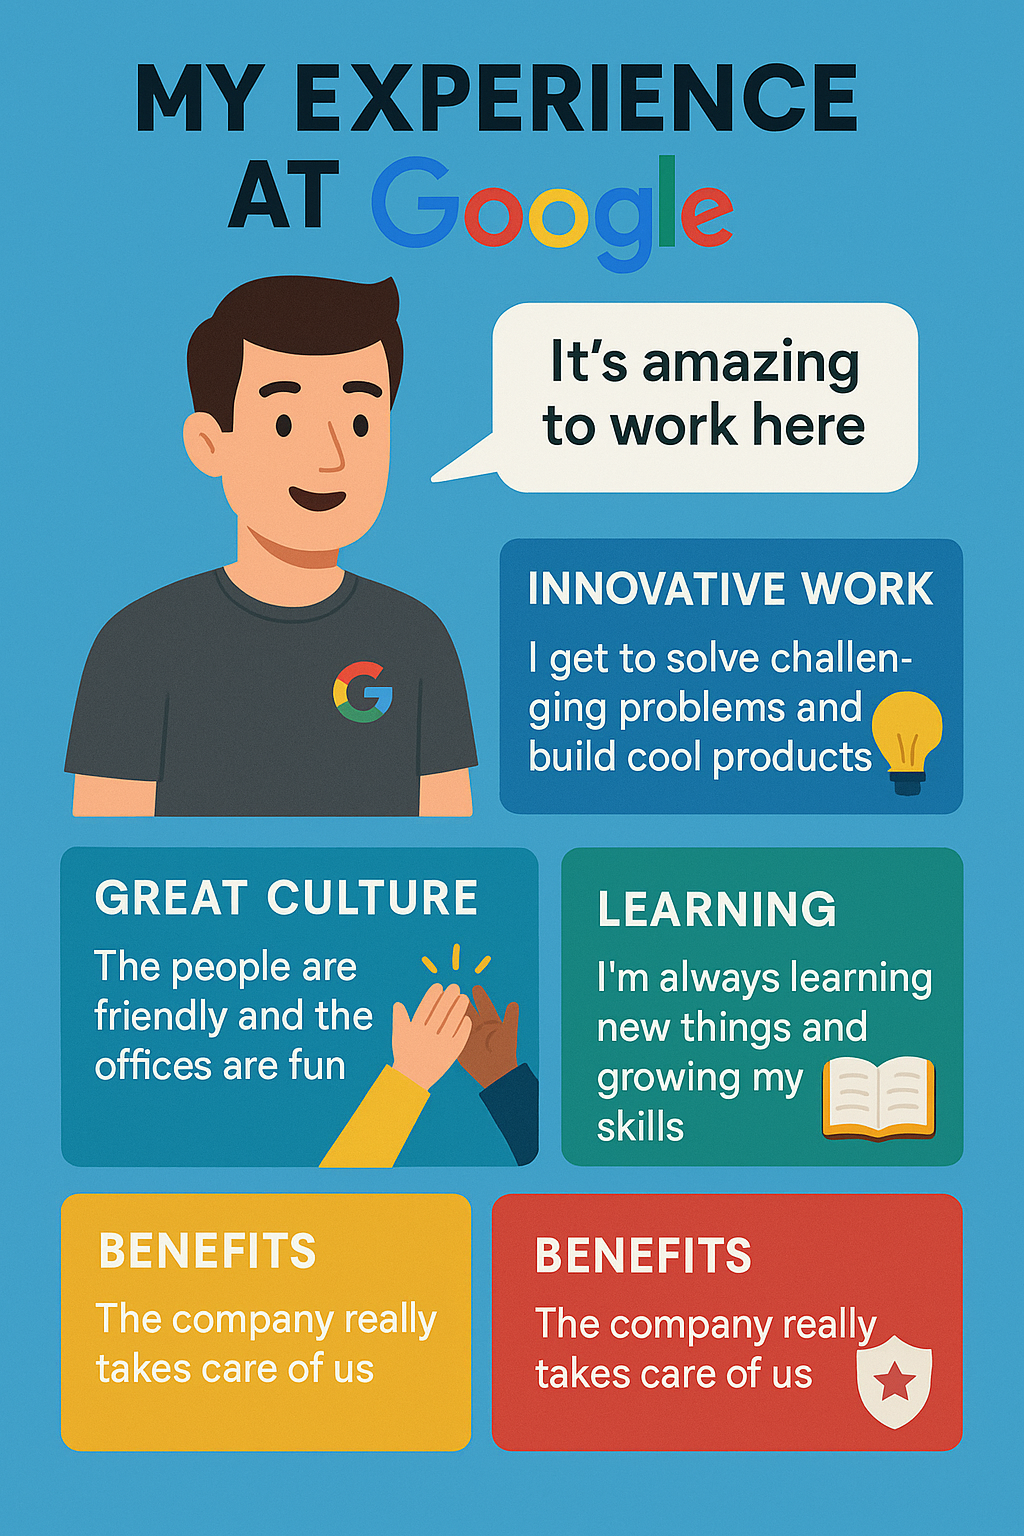 MY EXPERIENCE
AT Google
It's amazing
to work here
INNOVATIVE WORK
I get to solve challen-
ging problems and
build cool products
GREAT CULTURE
The people are
friendly and the
offices are fun
LEARNING
I'm always learning
new things and
growing my
skills
BENEFITS
The company really
takes care of us
BENEFITS
The company really
takes care of us
G